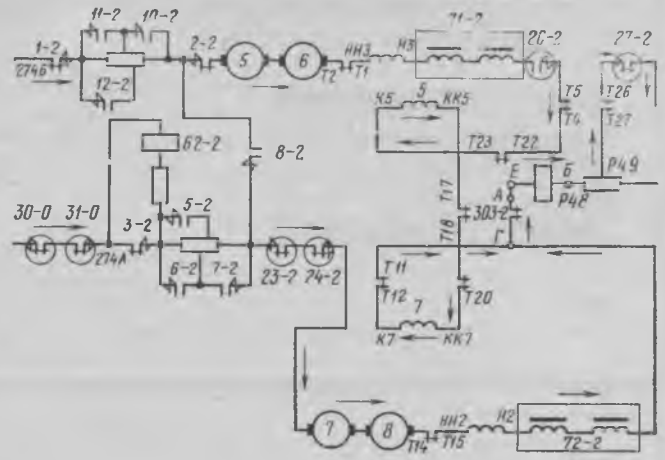 11-2 10-2
1-2
2-2
274Б
12-2
5
6
Т2
Т1
НН3
Н3
71-2
26-2
27-2
Т5
Т26
Т27
К5
5
КК5
62-2
8-2
Т23
Т22
Р49
Е
Б
А
Р48
Т17
303-2
30-0 31-0
3-2
5-2
Т18
Г
274А
6-2 7-2
23-2 24-2
Т11
Т12
7
Т20
К7
КК7
7
8
Т14
Т15
НН2
Н2
72-2